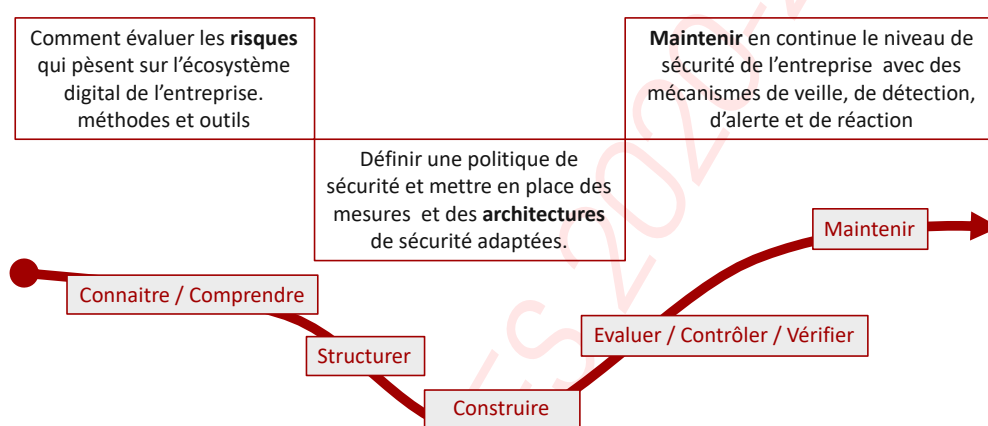 Comment évaluer les risques
qui pèsent sur l’écosystème
digital de l’entreprise.
méthodes et outils
Définir une politique de
sécurité et mettre en place des
mesures et des architectures
de sécurité adaptées.
Maintenir en continue le niveau de
sécurité de l’entreprise avec des
mécanismes de veille, de détection,
d’alerte et de réaction
Connaitre / Comprendre
Structurer
Construire
Evaluer / Contrôler / Vérifier
Maintenir